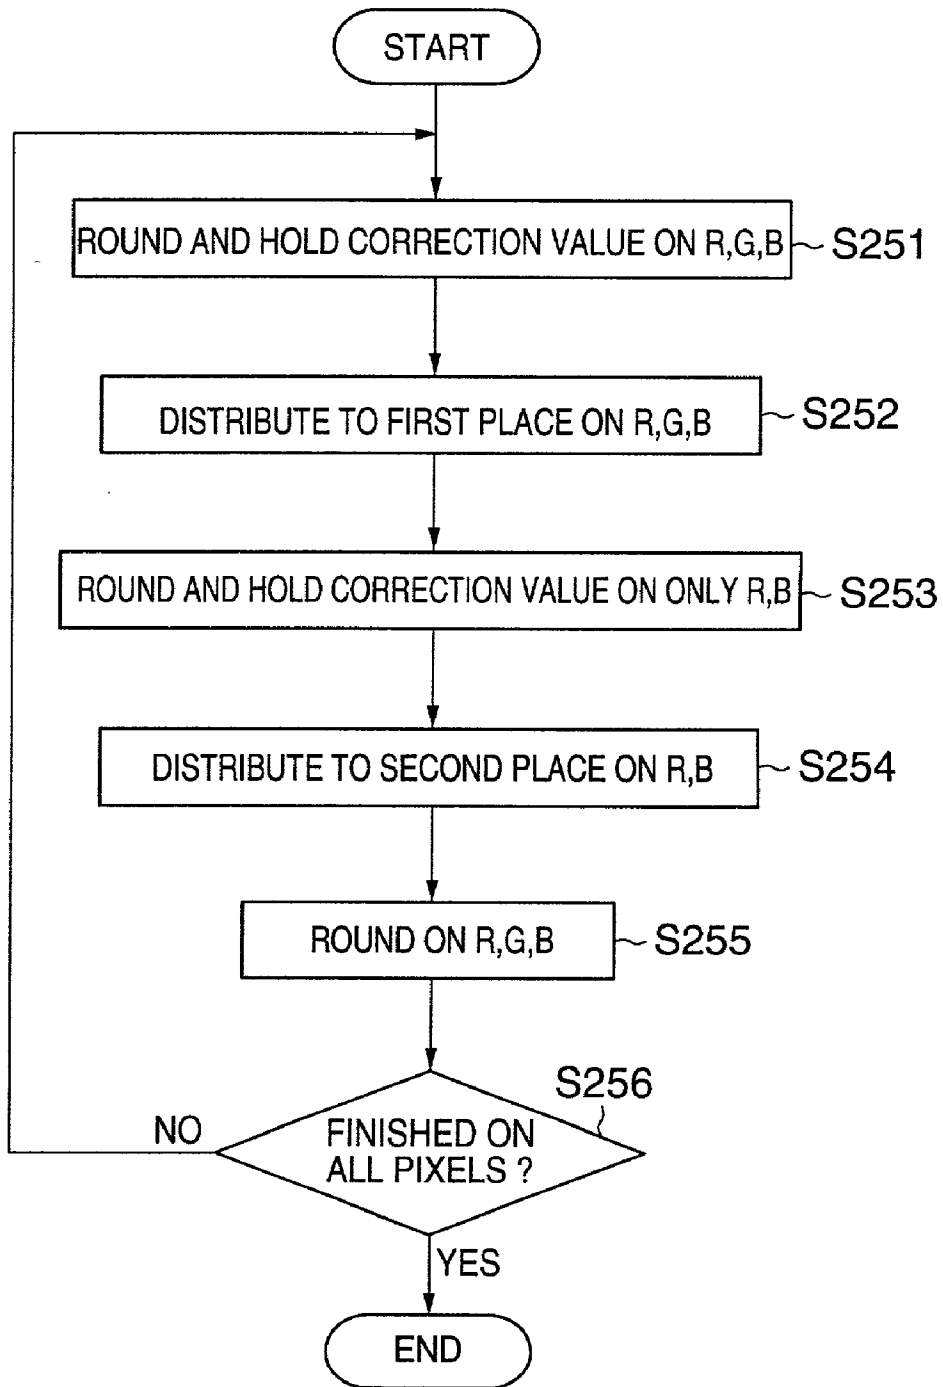 START
ROUND AND HOLD CORRECTION VALUE ON R,G,B
S251
DISTRIBUTE TO FIRST PLACE ON R,G,B
S252
ROUND AND HOLD CORRECTION VALUE ON ONLY R,B
S253
DISTRIBUTE TO SECOND PLACE ON R,B
S254
ROUND ON R,G,B
S255
S256
NO
FINISHED ON
ALL PIXELS ?
YES
END